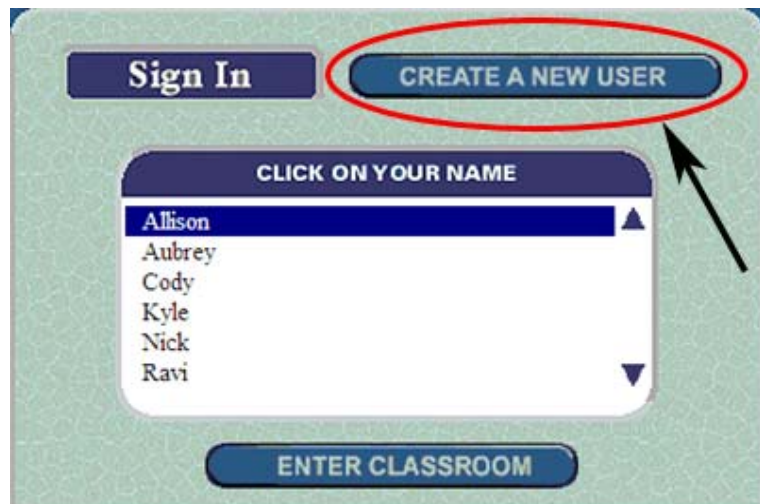 Sign In
CREATE A NEW USER
CLICK ON YOUR NAME
Allison
Aubrey
Cody
Kyle
Nick
Ravi
ENTER CLASSROOM